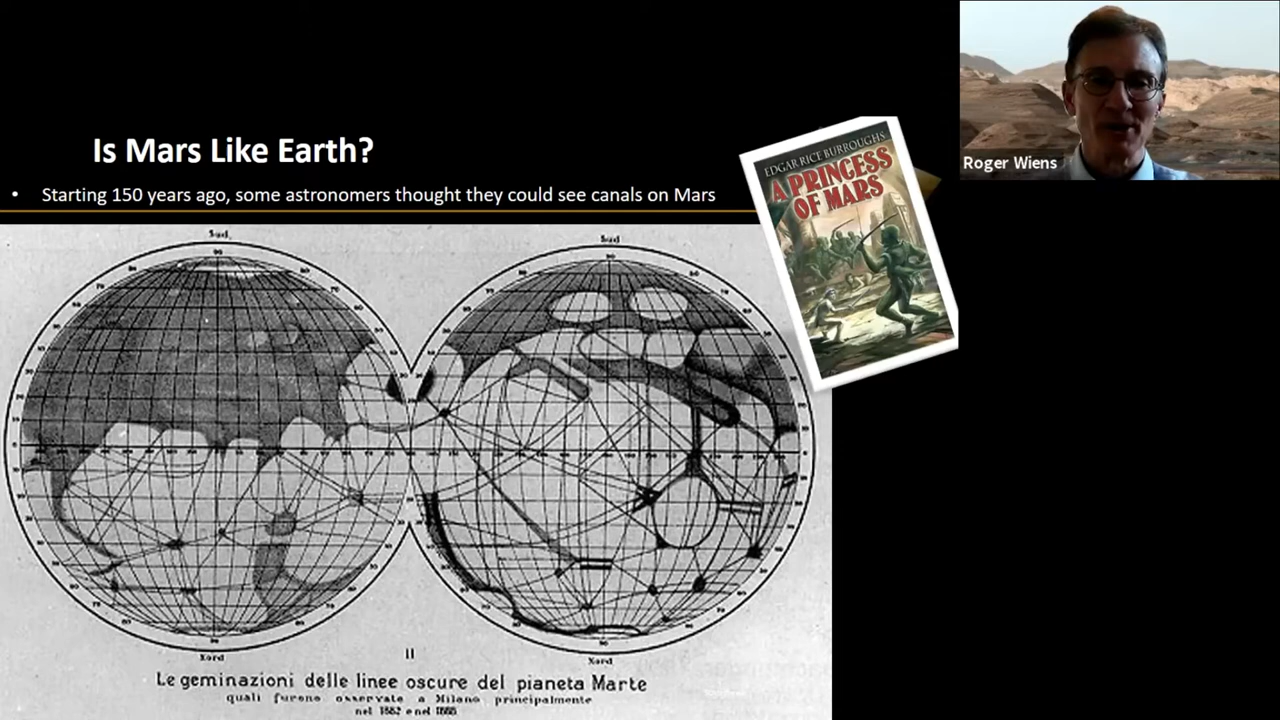 Is Mars Like Earth?
• Starting 150 years ago, some astronomers thought they could see canals on Mars
EDGAR RICE BURROUGHS
A PRINCESS
OF MARS
Roger Wiens
Sud.
Sud
Nord
II
Nord
Le geminazioni delle linee oscure del pianeta Marte
quali furono osservate a Milano principalmente
nel 1882 e nel 1888